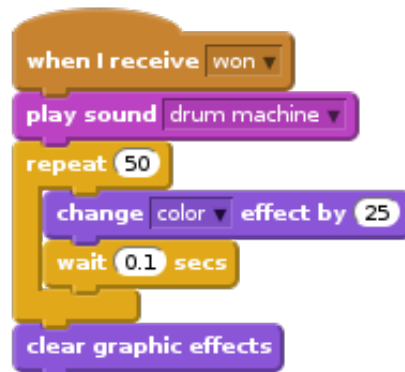 when I receive won
play sound drum machine
repeat 50
change color effect by 25
wait 0.1 secs
clear graphic effects